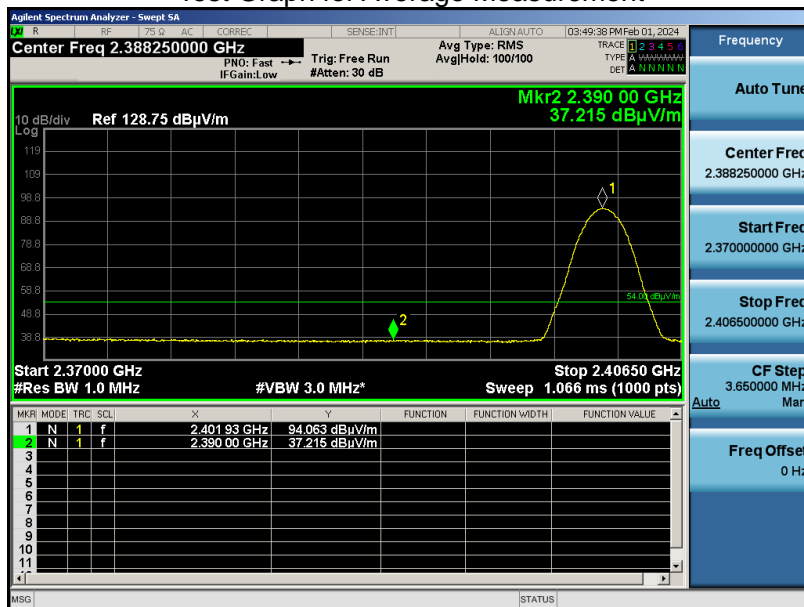 Test Graph for Average Measurement
Agilent Spectrum Analyzer - Swept SA
LXI R RF 75 Ω AC CORREC SENSE:INT ALIGN AUTO 03:49:38 PM Feb 01, 2024
Center Freq 2.388250000 GHz
PNO: Fast
IFGain:Low
Trig: Free Run
#Atten: 30 dB
Avg Type: RMS
Avg|Hold: 100/100
TRACE 1 2 3 4 5 6
TYPE A WWWWW
DET A N N N N N
Mkr2 2.390 00 GHz
37.215 dBµV/m
10 dB/div Ref 128.75 dBµV/m
Log
119
109
98.8
88.8
78.8
68.8
58.8
48.8
38.8
1
2
54.00 dBµV/m
Start 2.37000 GHz Stop 2.40650 GHz
#Res BW 1.0 MHz #VBW 3.0 MHz* Sweep 1.066 ms (1000 pts)
MKR MODE TRC SCL X Y FUNCTION FUNCTION WIDTH FUNCTION VALUE
1 N 1 f 2.401 93 GHz 94.063 dBµV/m
2 N 1 f 2.390 00 GHz 37.215 dBµV/m
3
4
5
6
7
8
9
10
11
MSG STATUS
Frequency
Auto Tune
Center Freq
2.388250000 GHz
Start Freq
2.370000000 GHz
Stop Freq
2.406500000 GHz
CF Step
3.650000 MHz
Auto Man
Freq Offset
0 Hz